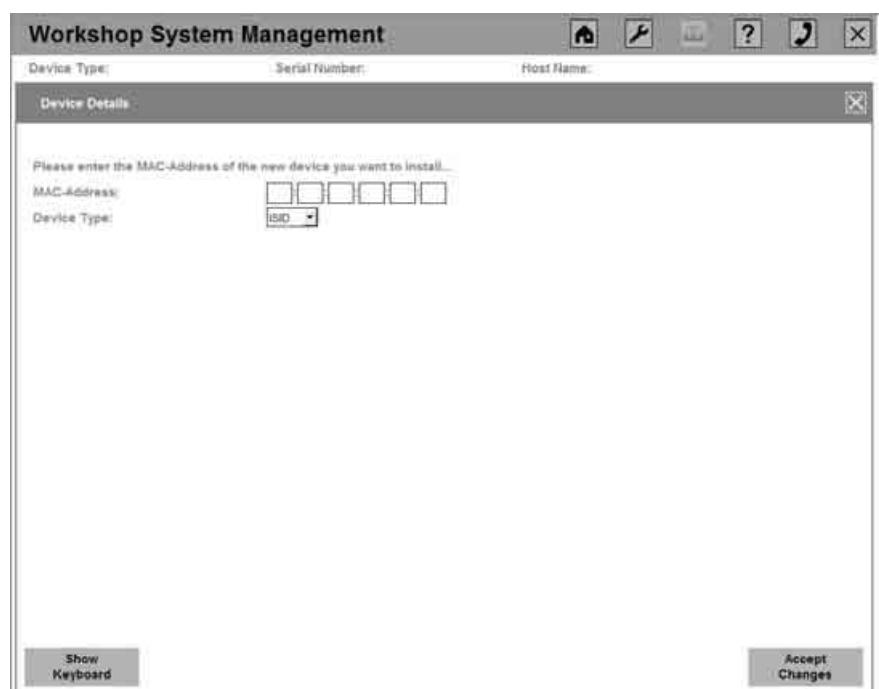 Workshop System Management ?
Device Type: Serial Number: Host Name:
Device Details
Please enter the MAC-Address of the new device you want to install...
MAC-Address:
Device Type: ISID
Show
Keyboard
Accept
Changes